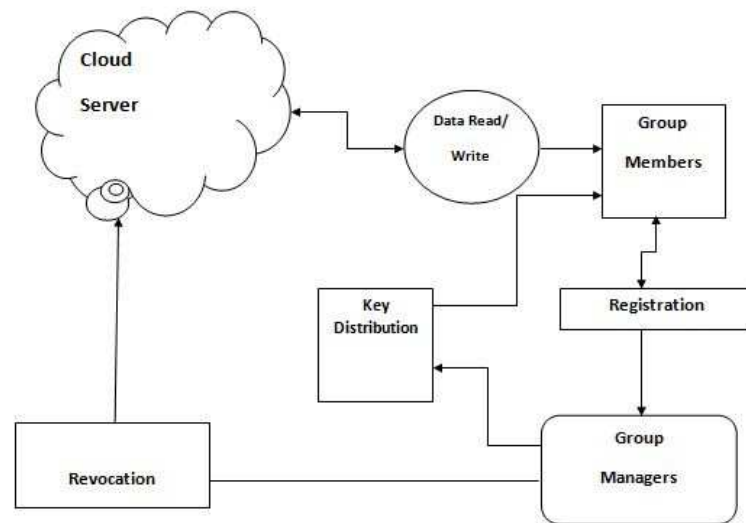 Cloud
Server
Data Read/
Write
Group
Members
Key
Distribution
Registration
Group
Managers
Revocation